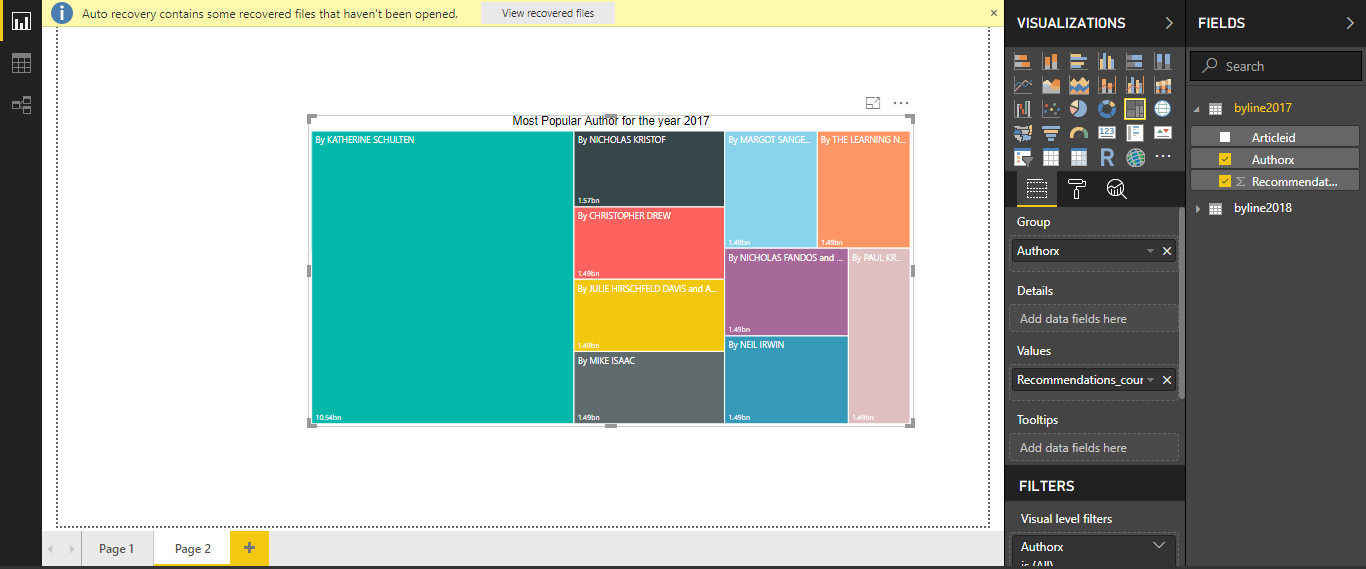 Auto recovery contains some recovered files that haven't been opened.
View recovered files
×
Most Popular Author for the year 2017
By KATHERINE SCHULTEN
10.54bn
By NICHOLAS KRISTOF
1.57bn
By CHRISTOPHER DREW
1.49bn
By JULIE HIRSCHFELD DAVIS and A...
1.49bn
By MIKE ISAAC
1.49bn
By MARGOT SANGE...
1.49bn
By THE LEARNING N...
1.49bn
By NICHOLAS FANDOS and ...
1.49bn
By NEIL IRWIN
1.49bn
By PAUL KR...
1.49bn
Page 1
Page 2
+
VISUALIZATIONS
123
R
Group
Authorx
Details
Add data fields here
Values
Recommendations_cour
Tooltips
Add data fields here
FILTERS
Visual level filters
Authorx
is (All)
FIELDS
Search
byline2017
Articleid
Authorx
Σ Recommendat...
byline2018